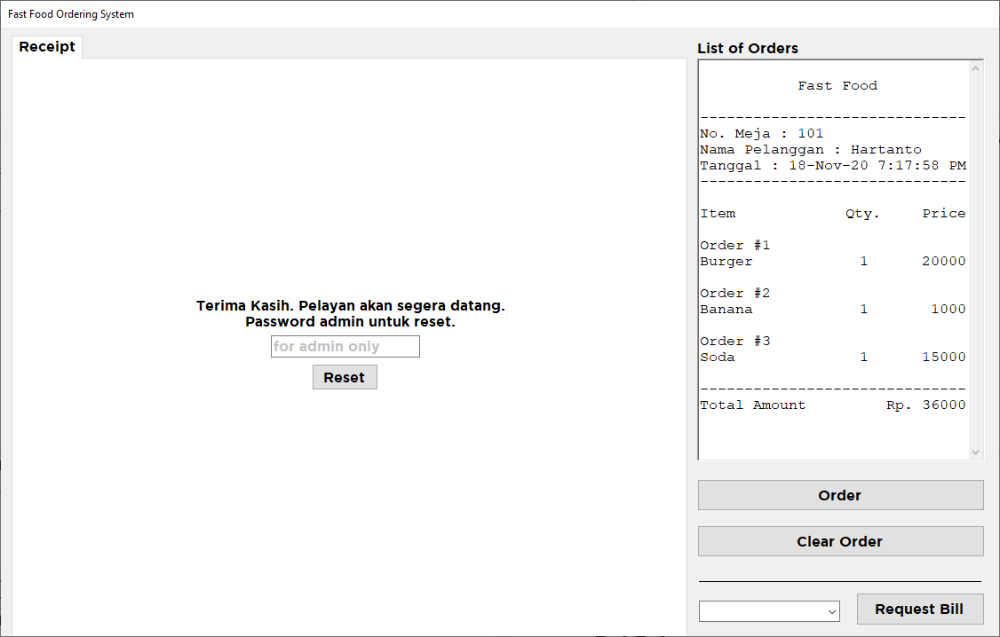 Fast Food Ordering System
Receipt
Terima Kasih. Pelayan akan segera datang.
Password admin untuk reset.
for admin only
Reset
List of Orders
Fast Food
------------------------------
No. Meja : 101
Nama Pelanggan : Hartanto
Tanggal : 18-Nov-20 7:17:58 PM
------------------------------
Item Qty. Price
Order #1
Burger 1 20000
Order #2
Banana 1 1000
Order #3
Soda 1 15000
------------------------------
Total Amount Rp. 36000
Order
Clear Order
Request Bill